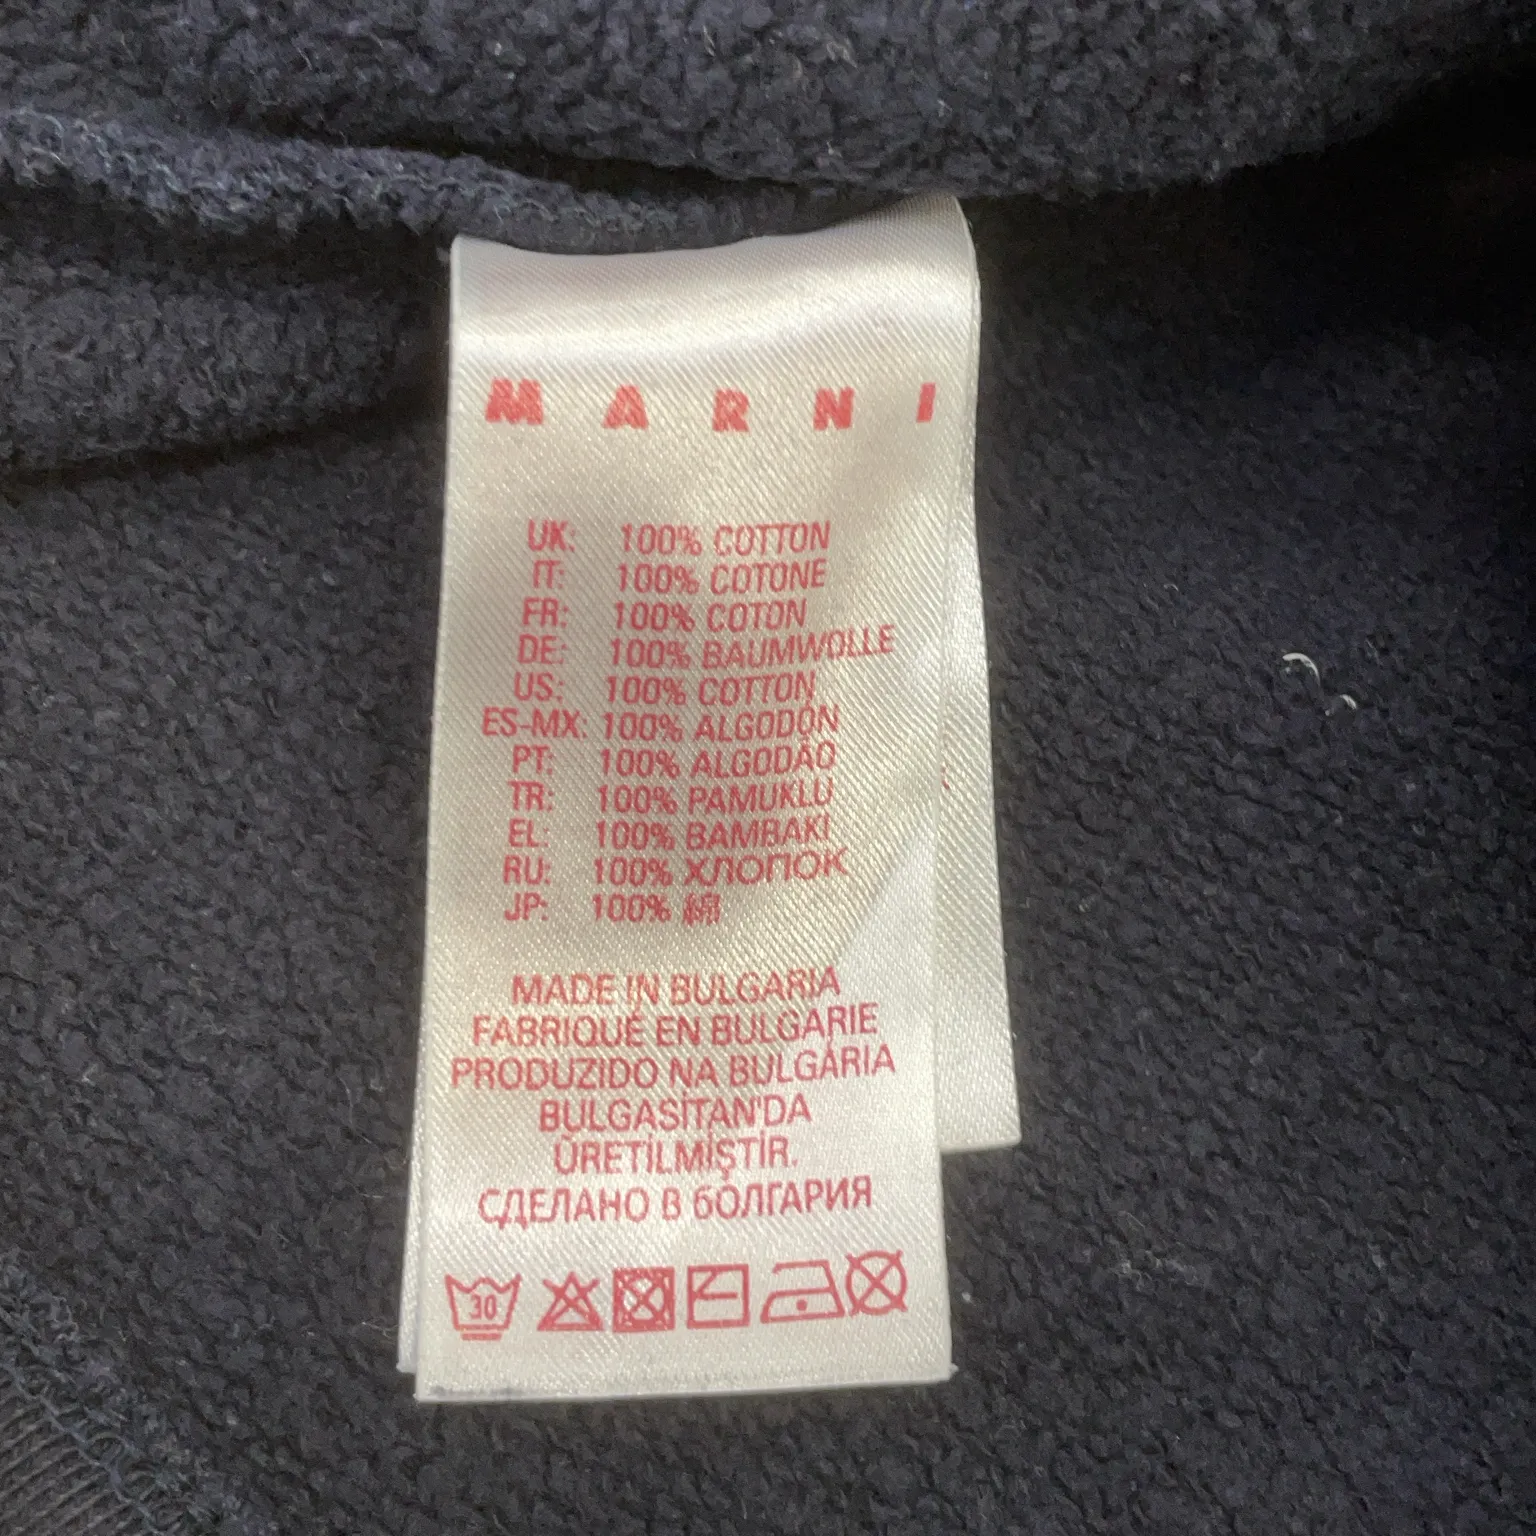 MARNI
UK: 100% COTTON
IT: 100% COTONE
FR: 100% COTON
DE: 100% BAUMWOLLE
US: 100% COTTON
ES-MX: 100% ALGODÓN
PT: 100% ALGODÃO
TR: 100% PAMUKLU
EL: 100% BAMBAKI
RU: 100% ХЛОПОК
JP: 100% 綿
MADE IN BULGARIA
FABRIQUÉ EN BULGARIE
PRODUZIDO NA BULGÁRIA
BULGASİTAN'DA
ÜRETİLMİŞTİR.
СДЕЛАНО В бОЛГАРИЯ
30